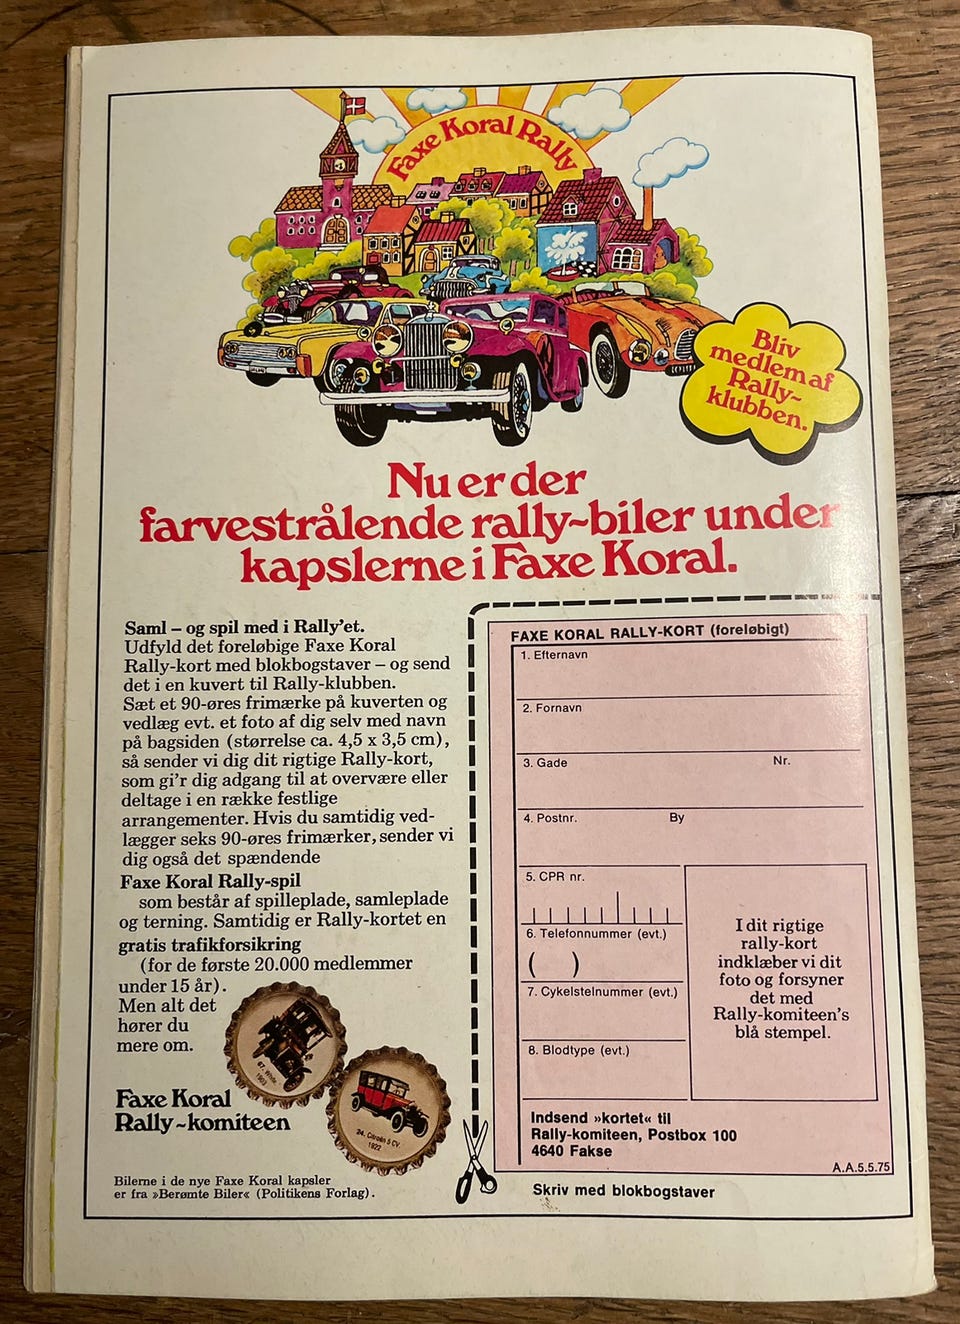 Faxe Koral Rally
Bliv
medlem af
Rally-
klubben.
Nu er der
farvestrålende rally~biler under
kapslerne i Faxe Koral.
Saml – og spil med i Rally'et.
Udfyld det foreløbige Faxe Koral
Rally-kort med blokbogstaver – og send
det i en kuvert til Rally-klubben.
Sæt et 90-øres frimærke på kuverten og
vedlæg evt. et foto af dig selv med navn
på bagsiden (størrelse ca. 4,5 x 3,5 cm),
så sender vi dig dit rigtige Rally-kort,
som gi'r dig adgang til at overvære eller
deltage i en række festlige
arrangementer. Hvis du samtidig ved-
lægger seks 90-øres frimærker, sender vi
dig også det spændende
Faxe Koral Rally-spil
som består af spilleplade, samleplade
og terning. Samtidig er Rally-kortet en
gratis trafikforsikring
(for de første 20.000 medlemmer
under 15 år).
Men alt det
hører du
mere om.
67. White
1903
24. Citroën 5 CV
1922
Faxe Koral
Rally~komiteen
Bilerne i de nye Faxe Koral kapsler
er fra »Berømte Biler« (Politikens Forlag).
FAXE KORAL RALLY-KORT (foreløbigt)
1. Efternavn
2. Fornavn
3. Gade Nr.
4. Postnr. By
5. CPR nr.
6. Telefonnummer (evt.)
( )
7. Cykelstelnummer (evt.)
8. Blodtype (evt.)
I dit rigtige
rally-kort
indklæber vi dit
foto og forsyner
det med
Rally-komiteen's
blå stempel.
Indsend »kortet« til
Rally-komiteen, Postbox 100
4640 Fakse
A.A.5.5.75
Skriv med blokbogstaver